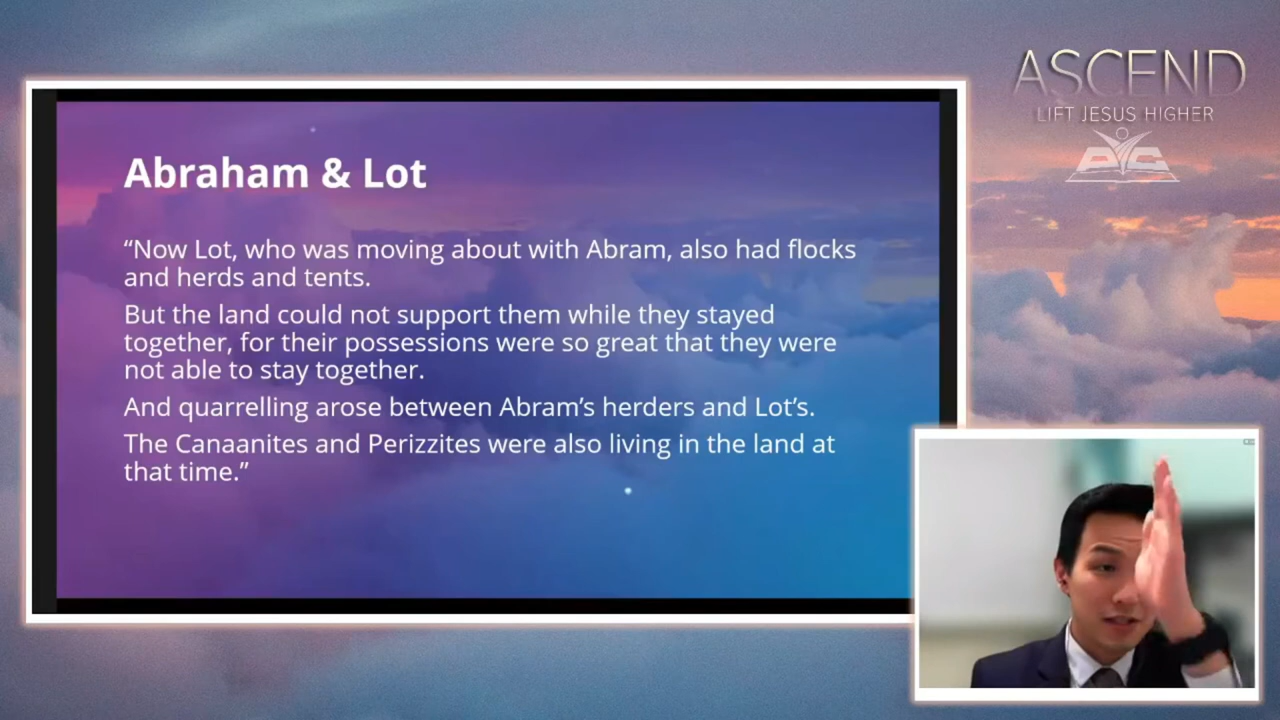 ASCEND
LIFT JESUS HIGHER
Abraham & Lot
“Now Lot, who was moving about with Abram, also had flocks
and herds and tents.
But the land could not support them while they stayed
together, for their possessions were so great that they were
not able to stay together.
And quarrelling arose between Abram’s herders and Lot’s.
The Canaanites and Perizzites were also living in the land at
that time.”